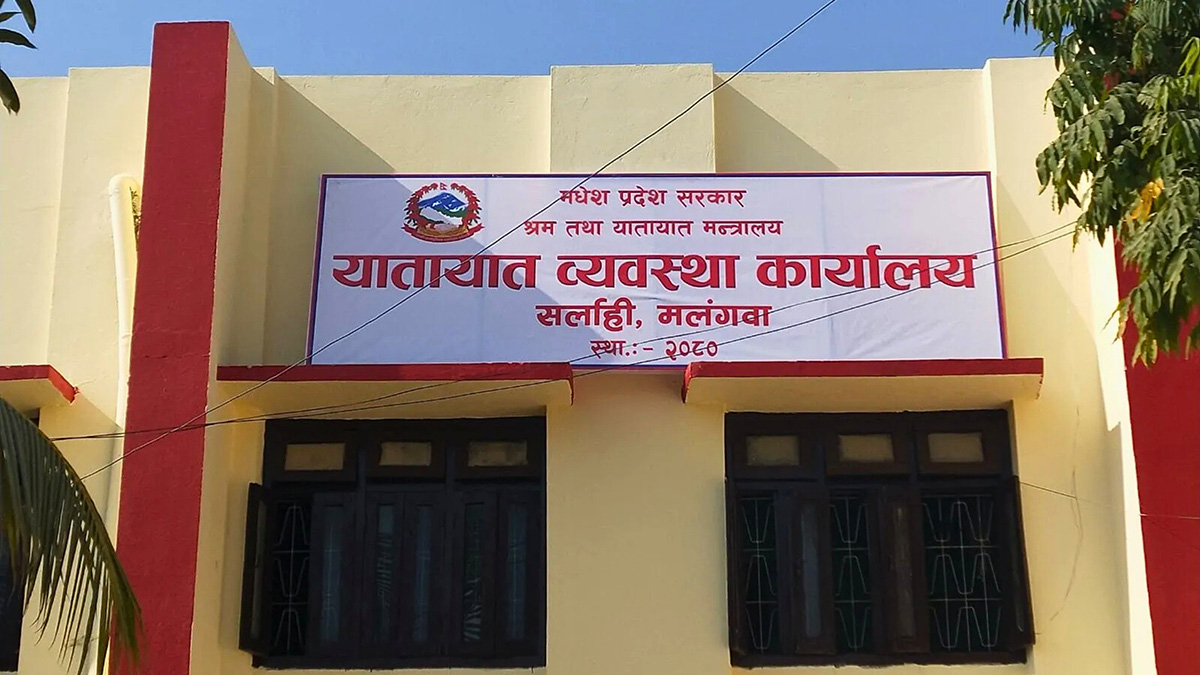 मधेश प्रदेश सरकार
श्रम तथा यातायात मन्त्रालय
यातायात व्यवस्था कार्यालय
सर्लाही, मलंगवा
स्था.:- २०८०